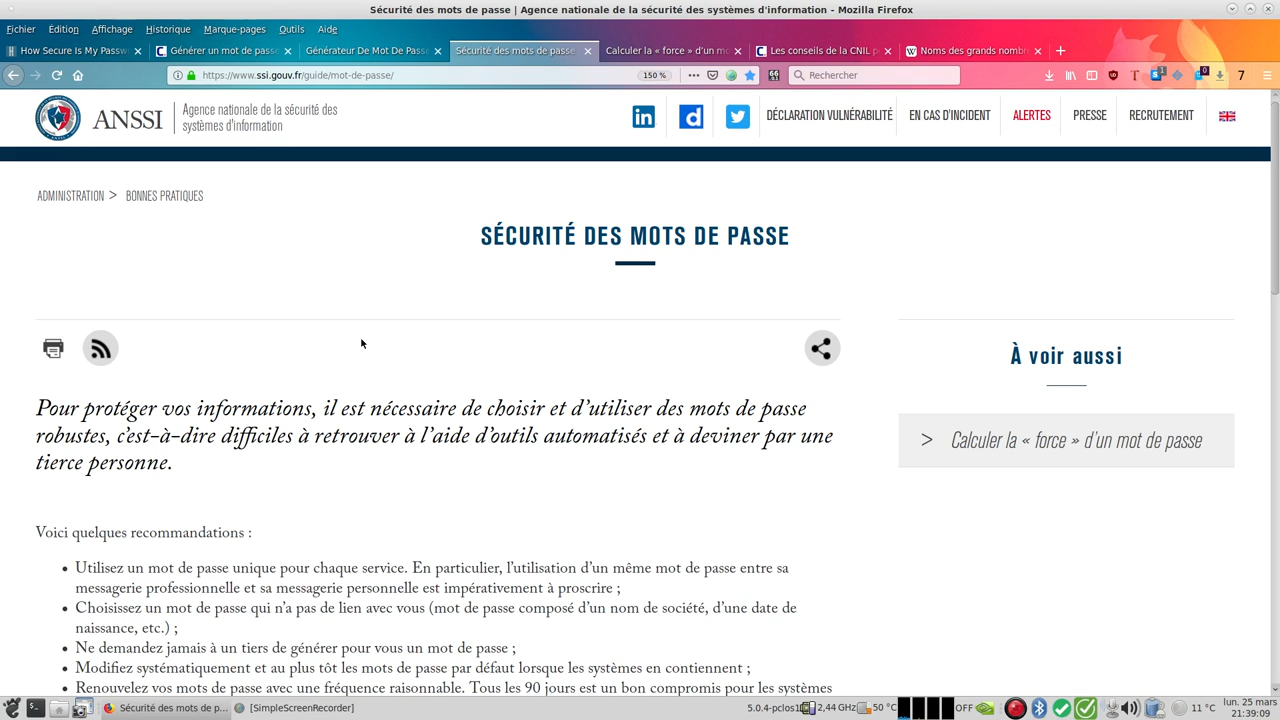 Sécurité des mots de passe | Agence nationale de la sécurité des systèmes d'information - Mozilla Firefox
Fichier Édition Affichage Historique Marque-pages Outils Aide
How Secure Is My Passw
Générer un mot de passe
Générateur De Mot De Passe
Sécurité des mots de passe
Calculer la « force » d'un mo
Les conseils de la CNIL p
Noms des grands nombre
https://www.ssi.gouv.fr/guide/mot-de-passe/
150 %
Rechercher
7
ANSSI
Agence nationale de la sécurité des
systèmes d'information
DÉCLARATION VULNÉRABILITÉ
EN CAS D'INCIDENT
ALERTES
PRESSE
RECRUTEMENT
ADMINISTRATION > BONNES PRATIQUES
SÉCURITÉ DES MOTS DE PASSE
À voir aussi
> Calculer la « force » d'un mot de passe
Pour protéger vos informations, il est nécessaire de choisir et d'utiliser des mots de passe
robustes, c'est-à-dire difficiles à retrouver à l'aide d'outils automatisés et à deviner par une
tierce personne.
Voici quelques recommandations :
• Utilisez un mot de passe unique pour chaque service. En particulier, l'utilisation d'un même mot de passe entre sa
messagerie professionnelle et sa messagerie personnelle est impérativement à proscrire ;
• Choisissez un mot de passe qui n'a pas de lien avec vous (mot de passe composé d'un nom de société, d'une date de
naissance, etc.) ;
• Ne demandez jamais à un tiers de générer pour vous un mot de passe ;
• Modifiez systématiquement et au plus tôt les mots de passe par défaut lorsque les systèmes en contiennent ;
• Renouvelez vos mots de passe avec une fréquence raisonnable. Tous les 90 jours est un bon compromis pour les systèmes
Sécurité des mots de p...
[SimpleScreenRecorder]
5.0.4-pclos1
2,44 GHz
50 °C
OFF
11 °C
lun. 25 mars
21:39:09